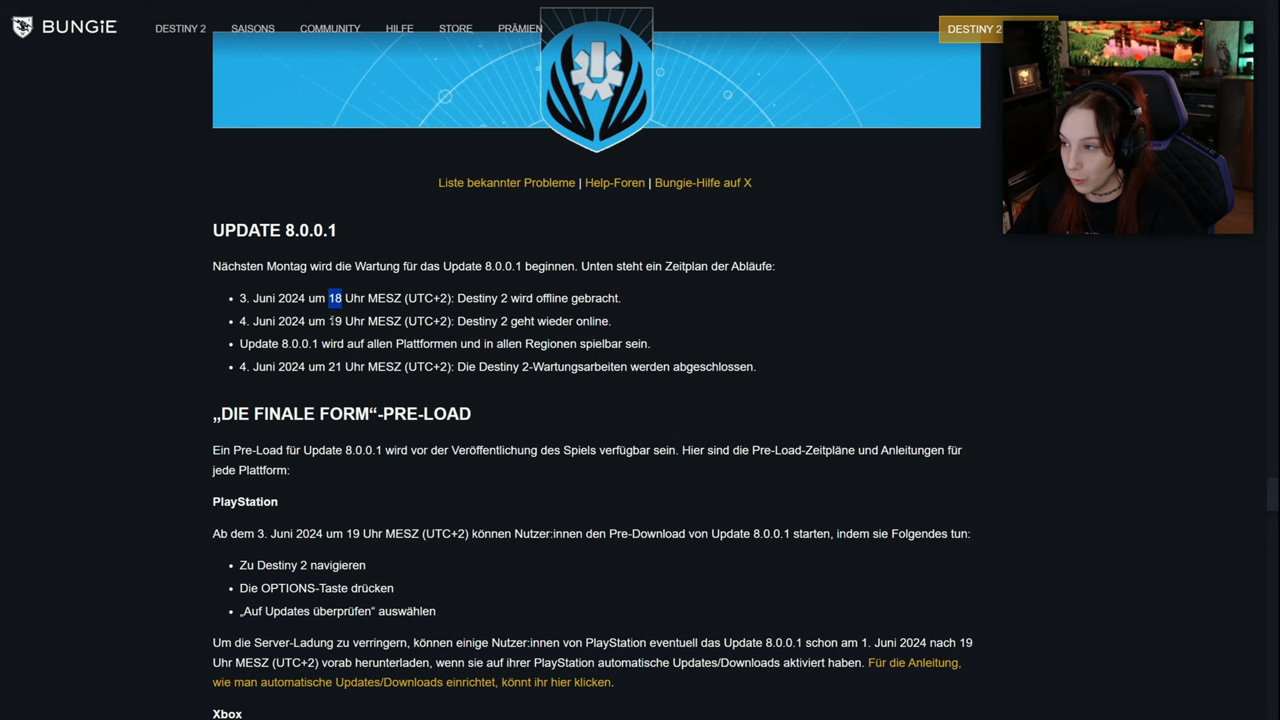 BUNGiE
DESTINY 2
SAISONS
COMMUNITY
HILFE
STORE
PRÄMIEN
DESTINY 2
Liste bekannter Probleme | Help-Foren | Bungie-Hilfe auf X
UPDATE 8.0.0.1
Nächsten Montag wird die Wartung für das Update 8.0.0.1 beginnen. Unten steht ein Zeitplan der Abläufe:
• 3. Juni 2024 um 18 Uhr MESZ (UTC+2): Destiny 2 wird offline gebracht.
• 4. Juni 2024 um 19 Uhr MESZ (UTC+2): Destiny 2 geht wieder online.
• Update 8.0.0.1 wird auf allen Plattformen und in allen Regionen spielbar sein.
• 4. Juni 2024 um 21 Uhr MESZ (UTC+2): Die Destiny 2-Wartungsarbeiten werden abgeschlossen.
„DIE FINALE FORM“-PRE-LOAD
Ein Pre-Load für Update 8.0.0.1 wird vor der Veröffentlichung des Spiels verfügbar sein. Hier sind die Pre-Load-Zeitpläne und Anleitungen für
jede Plattform:
PlayStation
Ab dem 3. Juni 2024 um 19 Uhr MESZ (UTC+2) können Nutzer:innen den Pre-Download von Update 8.0.0.1 starten, indem sie Folgendes tun:
• Zu Destiny 2 navigieren
• Die OPTIONS-Taste drücken
• „Auf Updates überprüfen“ auswählen
Um die Server-Ladung zu verringern, können einige Nutzer:innen von PlayStation eventuell das Update 8.0.0.1 schon am 1. Juni 2024 nach 19
Uhr MESZ (UTC+2) vorab herunterladen, wenn sie auf ihrer PlayStation automatische Updates/Downloads aktiviert haben. Für die Anleitung,
wie man automatische Updates/Downloads einrichtet, könnt ihr hier klicken.
Xbox